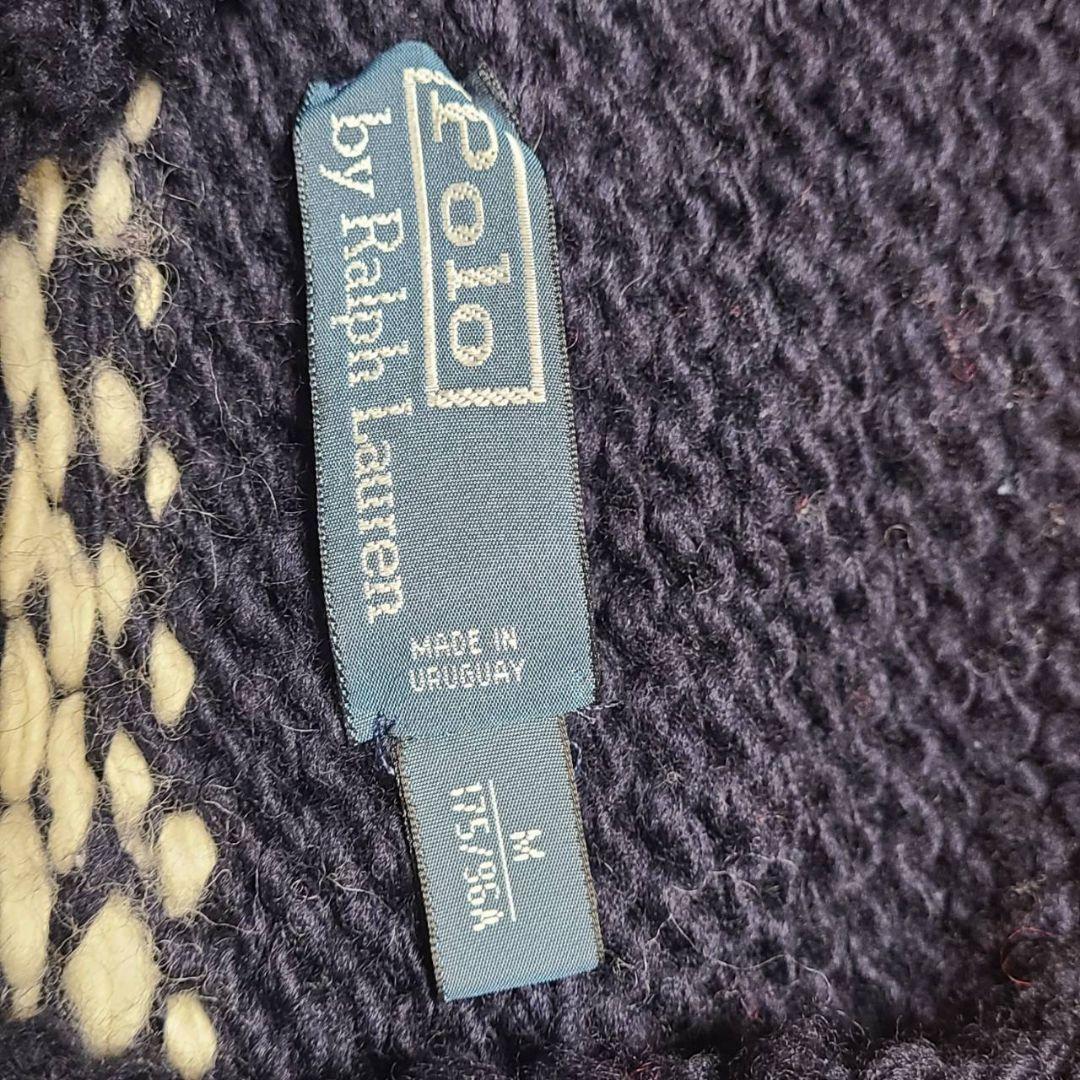 Polo
by Ralph Lauren
MADE IN
URUGUAY
M
175/96A